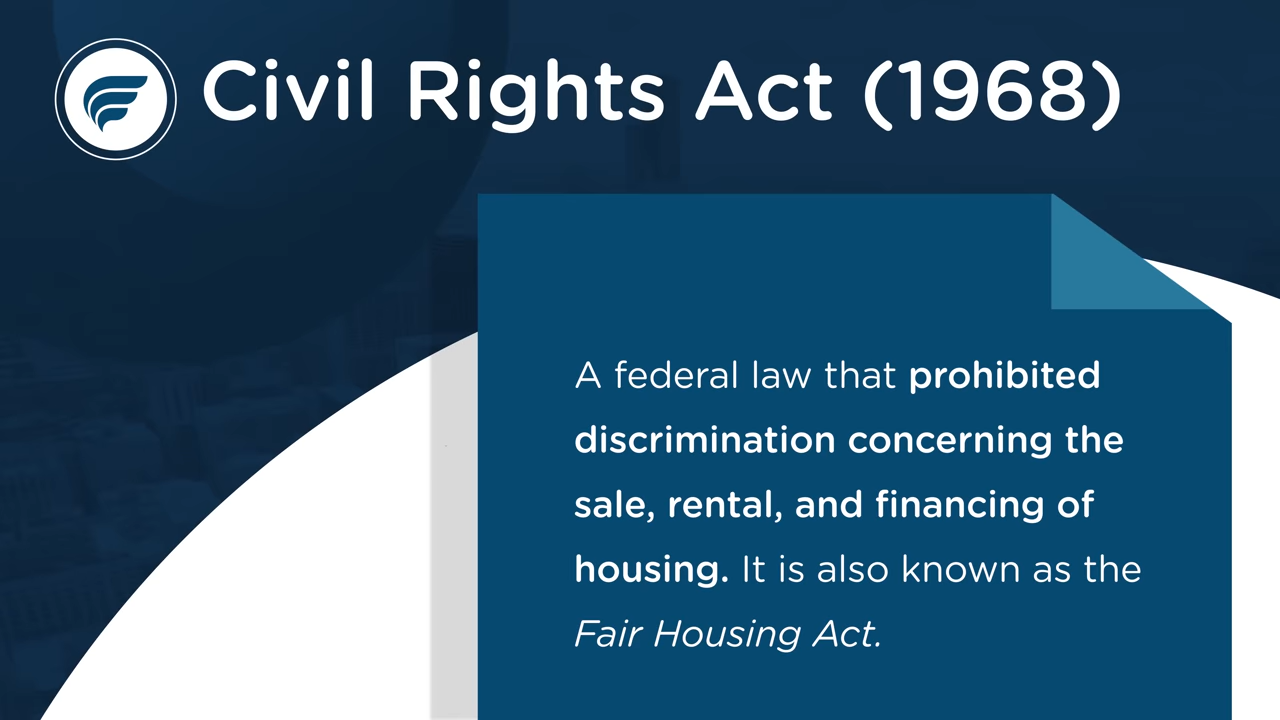 Civil Rights Act (1968)
A federal law that prohibited
discrimination concerning the
sale, rental, and financing of
housing. It is also known as the
Fair Housing Act.